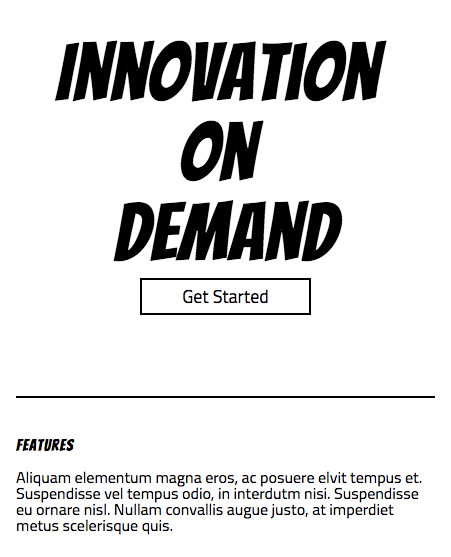 INNOVATION
ON
DEMAND
Get Started
FEATURES
Aliquam elementum magna eros, ac posuere elvit tempus et.
Suspendisse vel tempus odio, in interdutm nisi. Suspendisse
eu ornare nisl. Nullam convallis augue justo, at imperdiet
metus scelerisque quis.